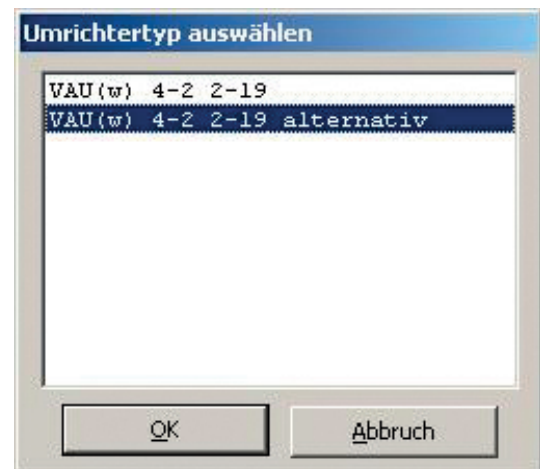 Umrichtertyp auswählen
VAU(w) 4-2 2-19
VAU(w) 4-2 2-19 alternativ
OK
Abbruch